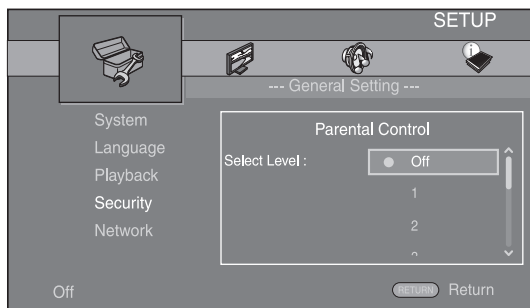 SETUP
--- General Setting ---
System
Language
Playback
Security
Network
Parental Control
Select Level :
Off
1
2
Off
RETURN Return